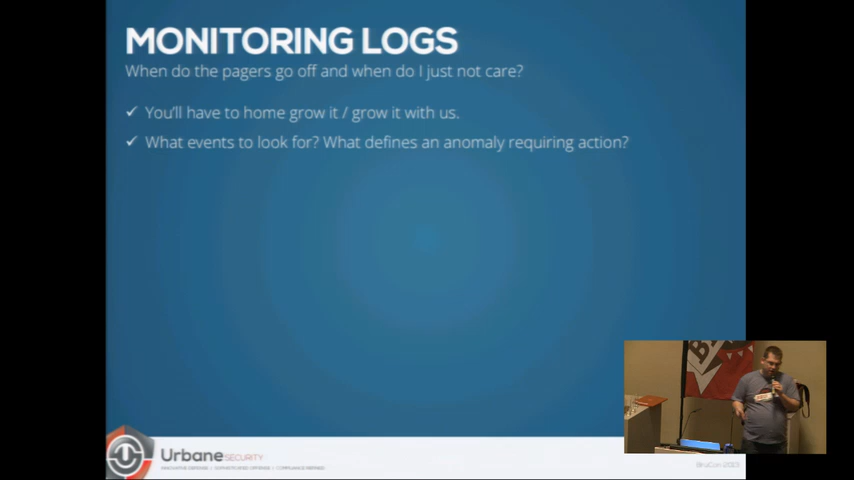 MONITORING LOGS
When do the pagers go off and when do I just not care?
✓ You'll have to home grow it / grow it with us.
✓ What events to look for? What defines an anomaly requiring action?
Urbane SECURITY
BruCon 2013